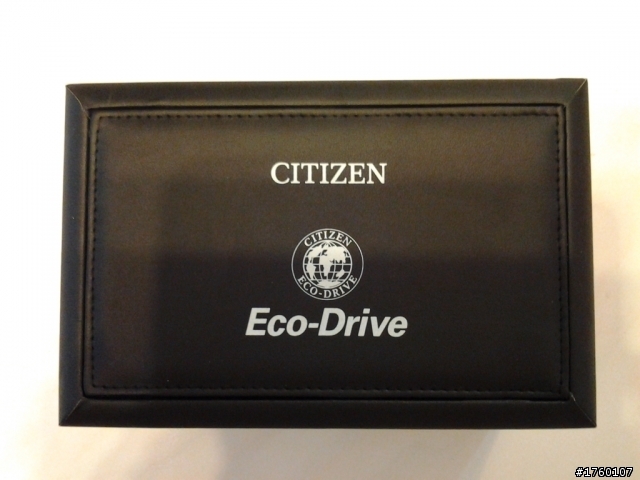 CITIZEN
CITIZEN
ECO-DRIVE
Eco-Drive
#1760107